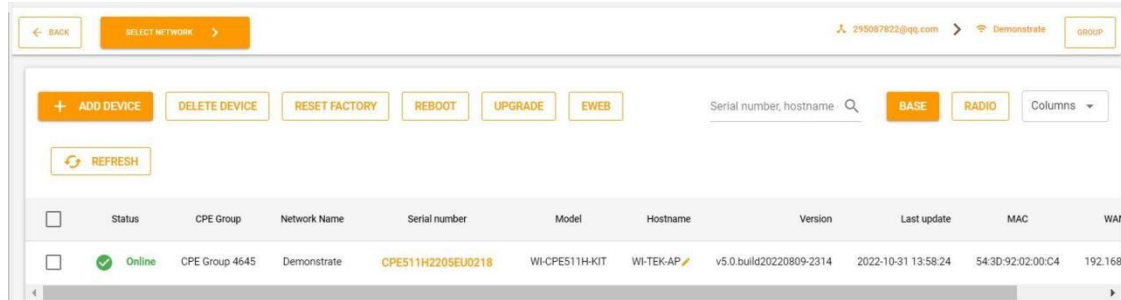 BACK SELECT NETWORK 295087822@qq.com Demonstrate GROUP
ADD DEVICE DELETE DEVICE RESET FACTORY REBOOT UPGRADE EWEB Serial number, hostname BASE RADIO Columns
REFRESH
Status CPE Group Network Name Serial number Model Hostname Version Last update MAC WAN
Online CPE Group 4645 Demonstrate CPE511H2205EU0218 WI-CPE511H-KIT WI-TEK-AP v5.0.build20220809-2314 2022-10-31 13:58:24 54:3D:92:02:00:C4 192.168